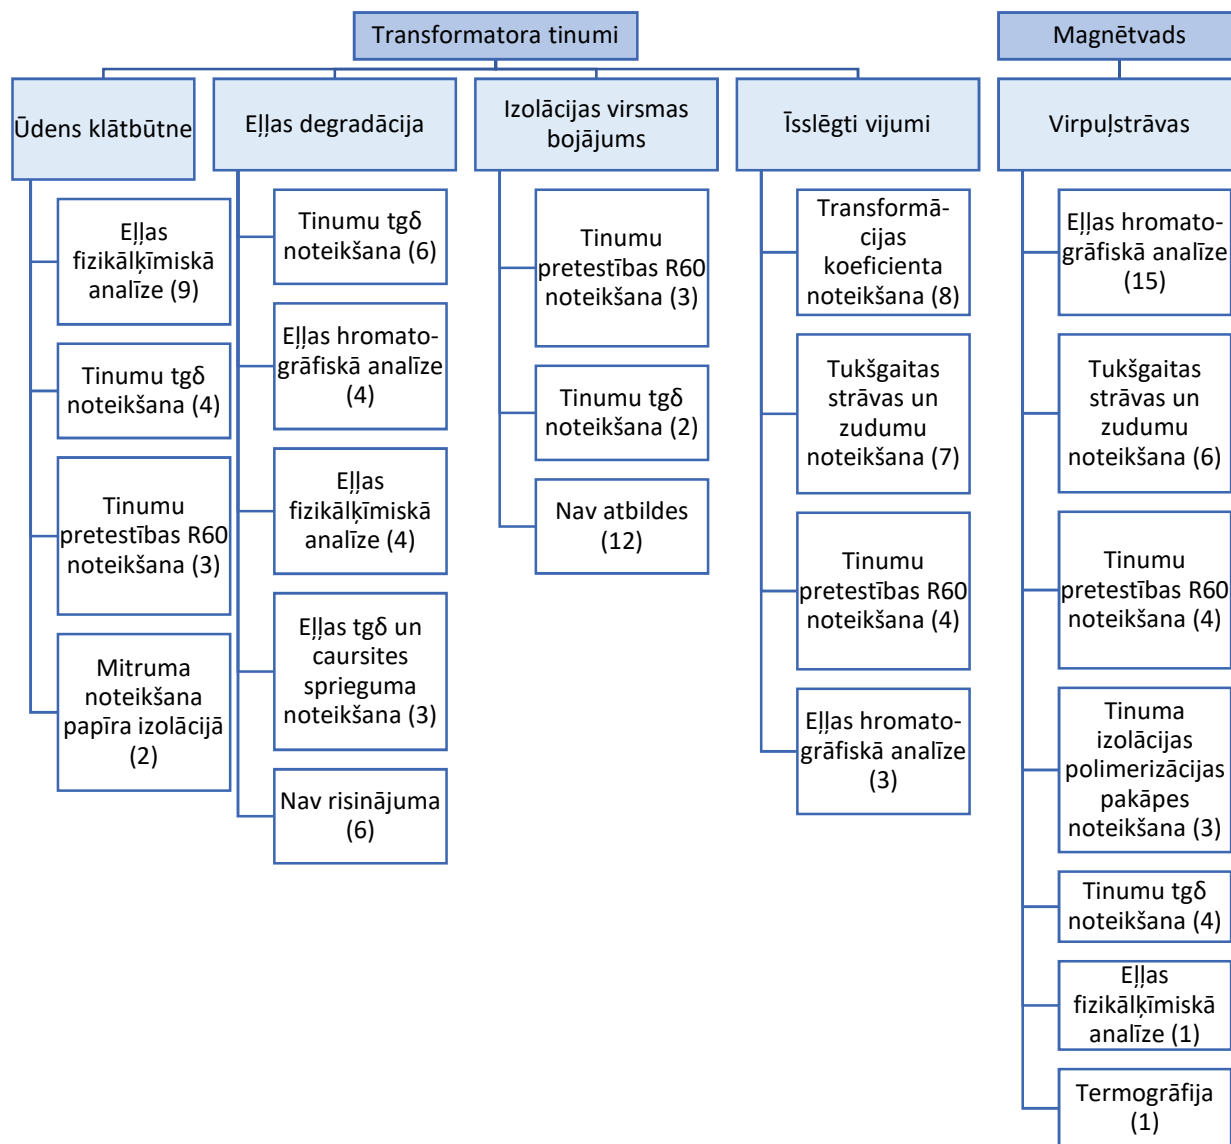 Transformatora tinumi
Ūdens klātbūtne
Eļļas
fizikālķīmiskā
analīze (9)
Tinumu tgδ
noteikšana (4)
Tinumu
pretestības R60
noteikšana (3)
Mitruma
noteikšana
papīra izolācijā
(2)
Eļļas degradācija
Tinumu tgδ
noteikšana (6)
Eļļas hromato-
grāfiskā analīze
(4)
Eļļas
fizikālķīmiskā
analīze (4)
Eļļas tgδ un
caursites
sprieguma
noteikšana (3)
Nav risinājuma
(6)
Izolācijas virsmas
bojājums
Tinumu
pretestības R60
noteikšana (3)
Tinumu tgδ
noteikšana (2)
Nav atbildes
(12)
Īsslēgti vijumi
Transformā-
cijas
koeficienta
noteikšana (8)
Tukšgaitas
strāvas un
zudumu
noteikšana (7)
Tinumu
pretestības R60
noteikšana (4)
Eļļas hromato-
grāfiskā analīze
(3)
Magnētvads
Virpuļstrāvas
Eļļas hromato-
grāfiskā analīze
(15)
Tukšgaitas
strāvas un
zudumu
noteikšana (6)
Tinumu
pretestības R60
noteikšana (4)
Tinuma
izolācijas
polimerizācijas
pakāpes
noteikšana (3)
Tinumu tgδ
noteikšana (4)
Eļļas
fizikālķīmiskā
analīze (1)
Termogrāfija
(1)